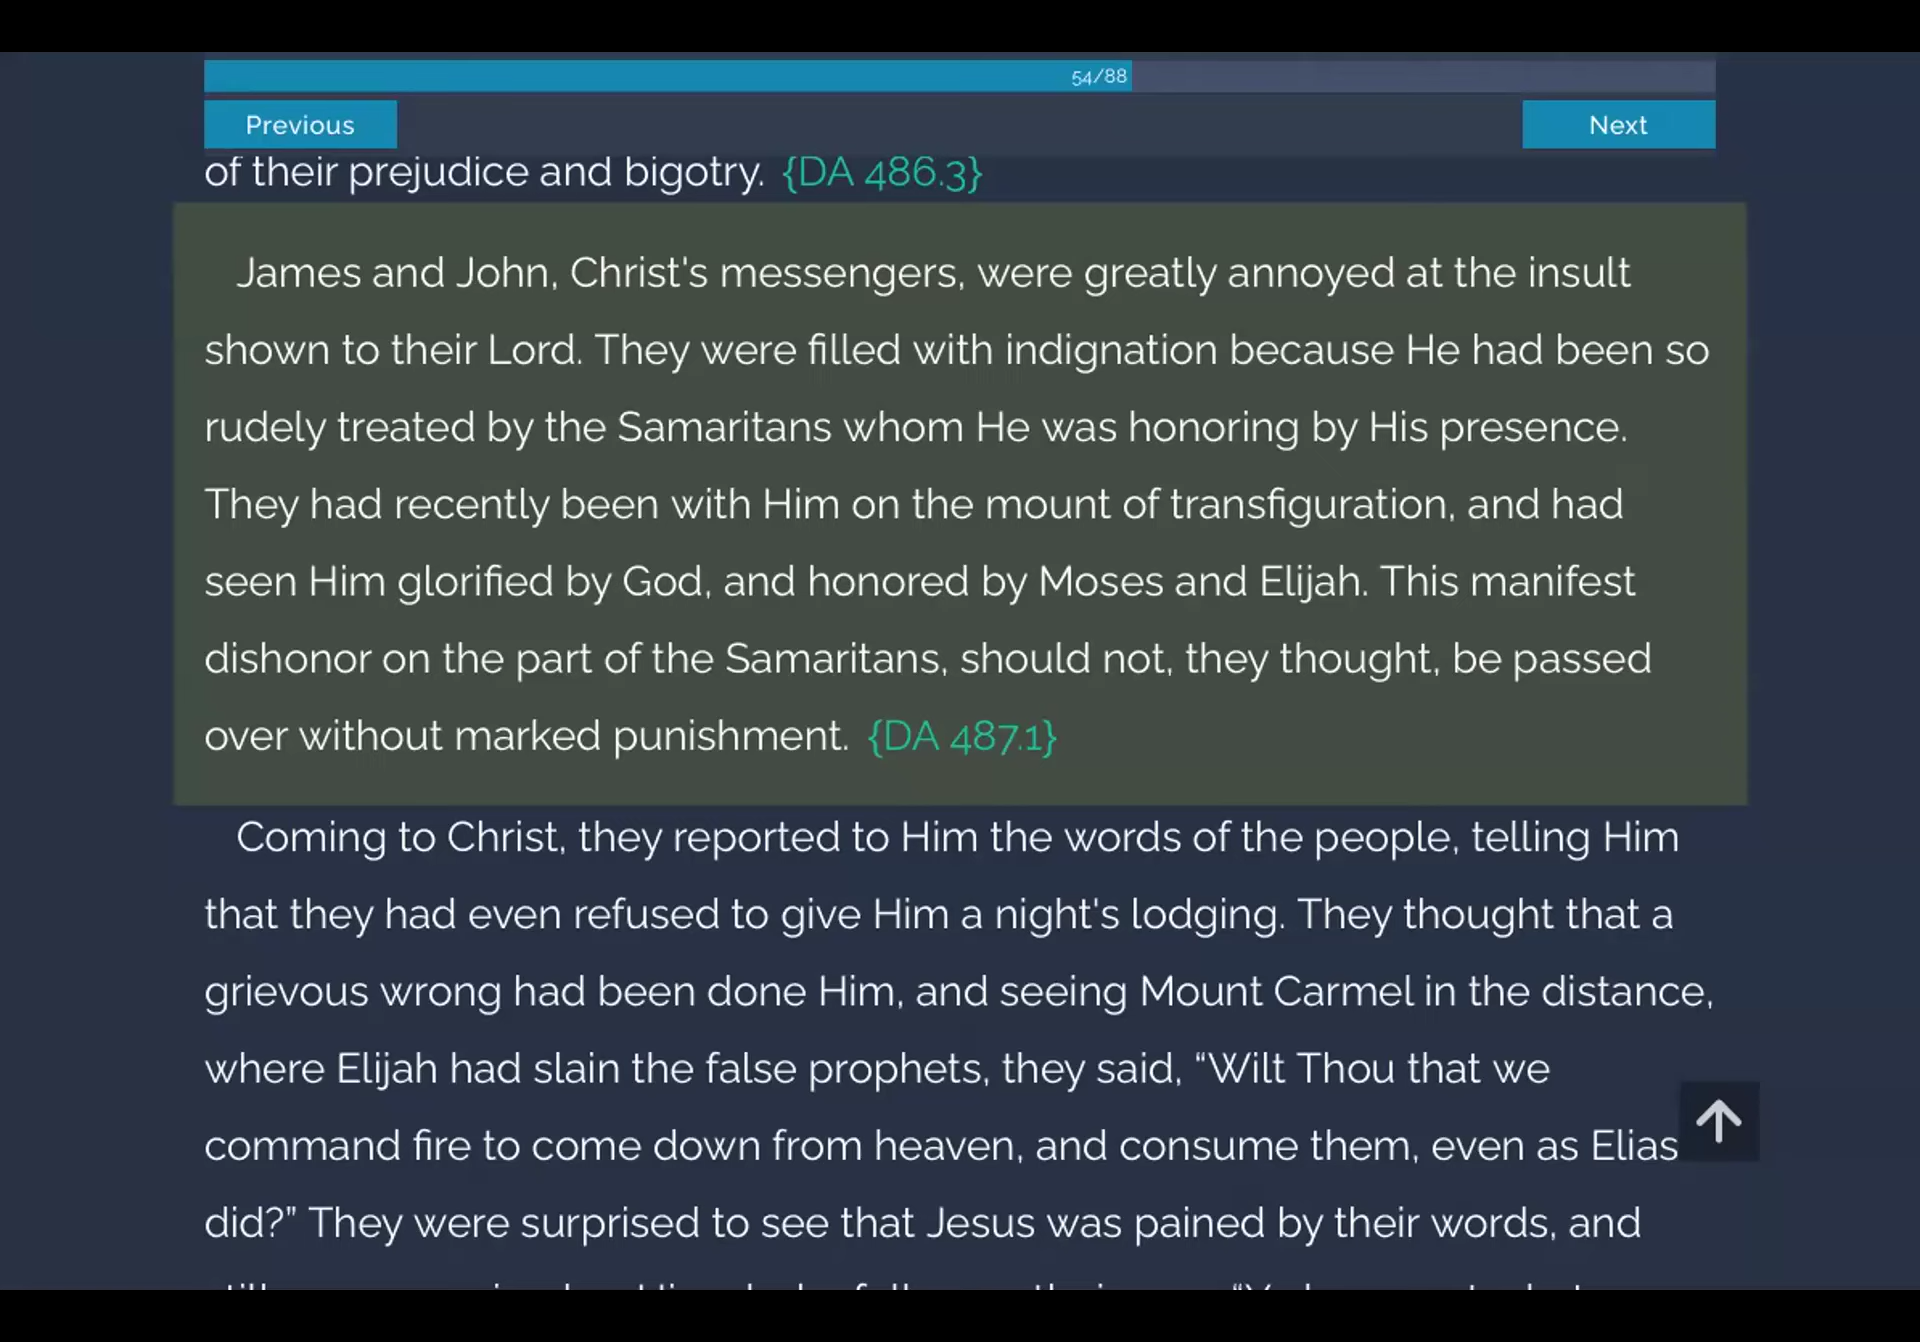 54/88
Previous
Next
of their prejudice and bigotry. {DA 486.3}
James and John, Christ's messengers, were greatly annoyed at the insult
shown to their Lord. They were filled with indignation because He had been so
rudely treated by the Samaritans whom He was honoring by His presence.
They had recently been with Him on the mount of transfiguration, and had
seen Him glorified by God, and honored by Moses and Elijah. This manifest
dishonor on the part of the Samaritans, should not, they thought, be passed
over without marked punishment. {DA 487.1}
Coming to Christ, they reported to Him the words of the people, telling Him
that they had even refused to give Him a night's lodging. They thought that a
grievous wrong had been done Him, and seeing Mount Carmel in the distance,
where Elijah had slain the false prophets, they said, “Wilt Thou that we
command fire to come down from heaven, and consume them, even as Elias
did?” They were surprised to see that Jesus was pained by their words, and